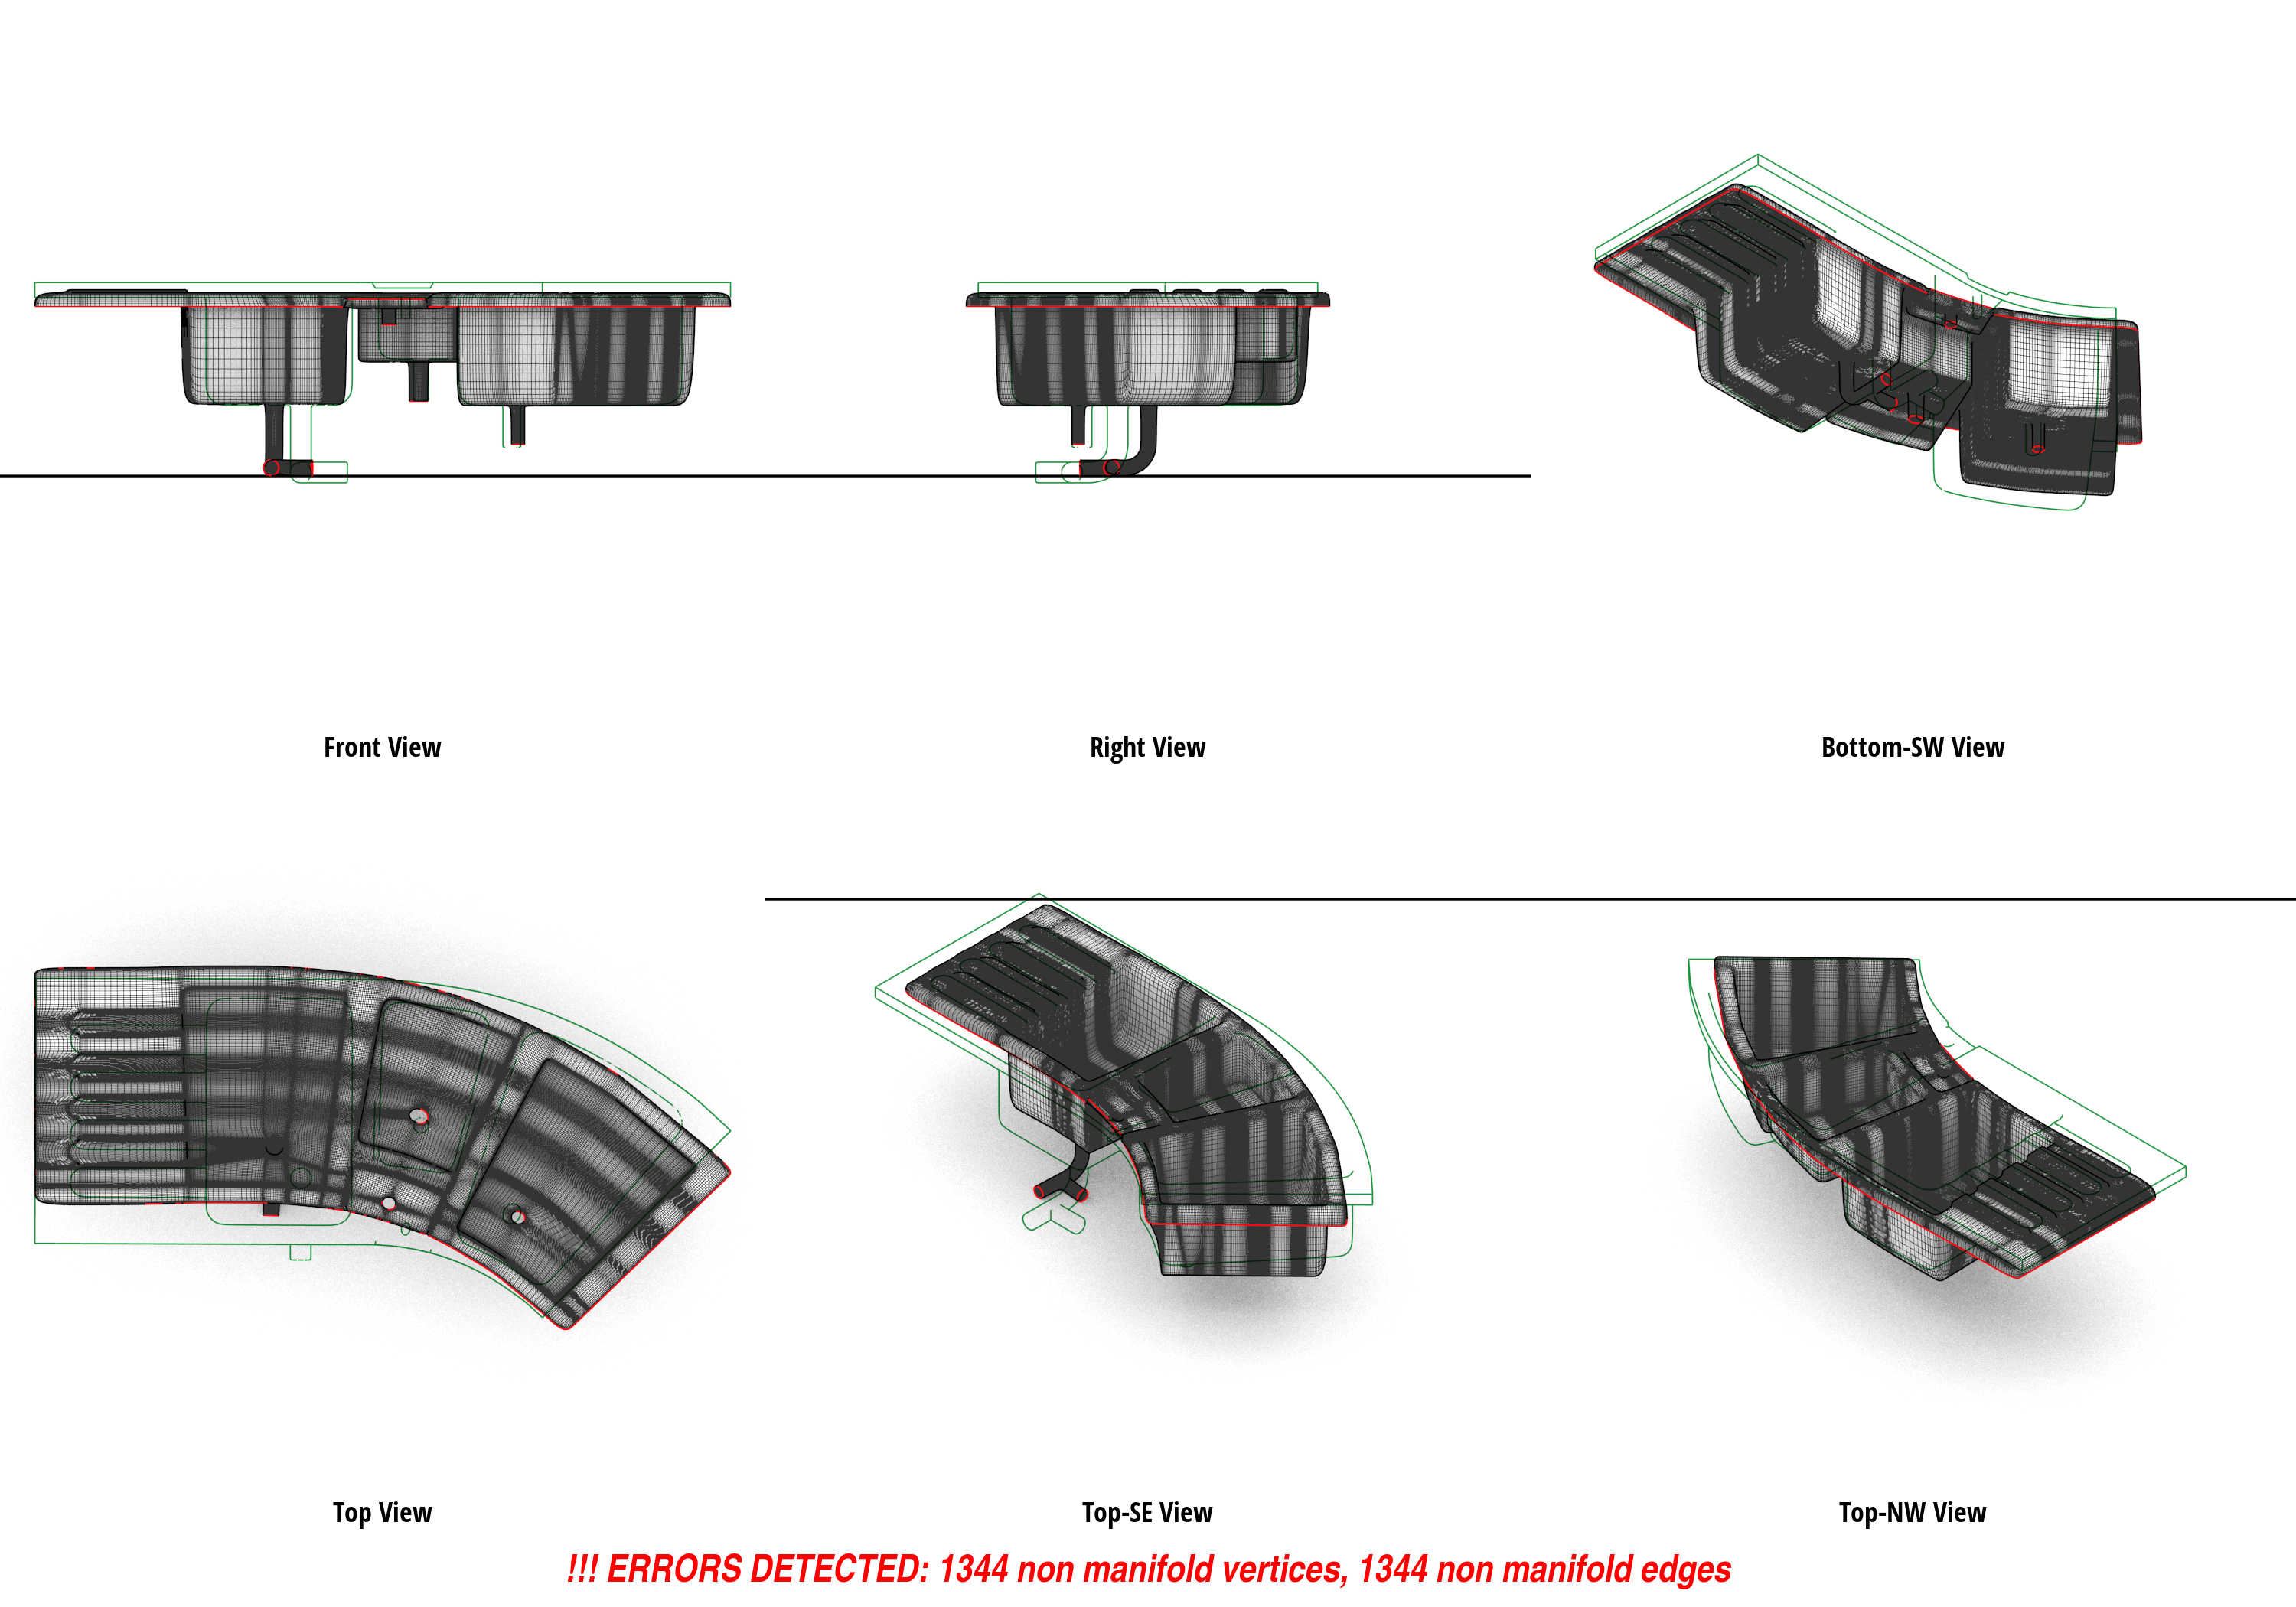 Front View
Right View
Bottom-SW View
Top View
Top-SE View
Top-NW View
!!! ERRORS DETECTED: 1344 non manifold vertices, 1344 non manifold edges